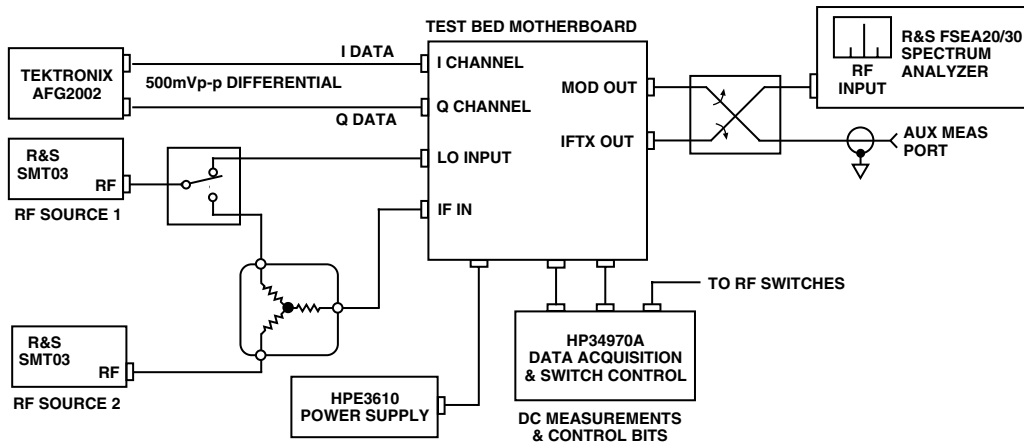 TEST BED MOTHERBOARD
TEKTRONIX
AFG2002
I DATA
500mVp-p DIFFERENTIAL
Q DATA
I CHANNEL
Q CHANNEL
LO INPUT
IF IN
MOD OUT
IFTX OUT
RF
INPUT
R&S FSEA20/30
SPECTRUM
ANALYZER
AUX MEAS
PORT
R&S
SMT03
RF
RF SOURCE 1
R&S
SMT03
RF
RF SOURCE 2
HPE3610
POWER SUPPLY
TO RF SWITCHES
HP34970A
DATA ACQUISITION
& SWITCH CONTROL
DC MEASUREMENTS
& CONTROL BITS